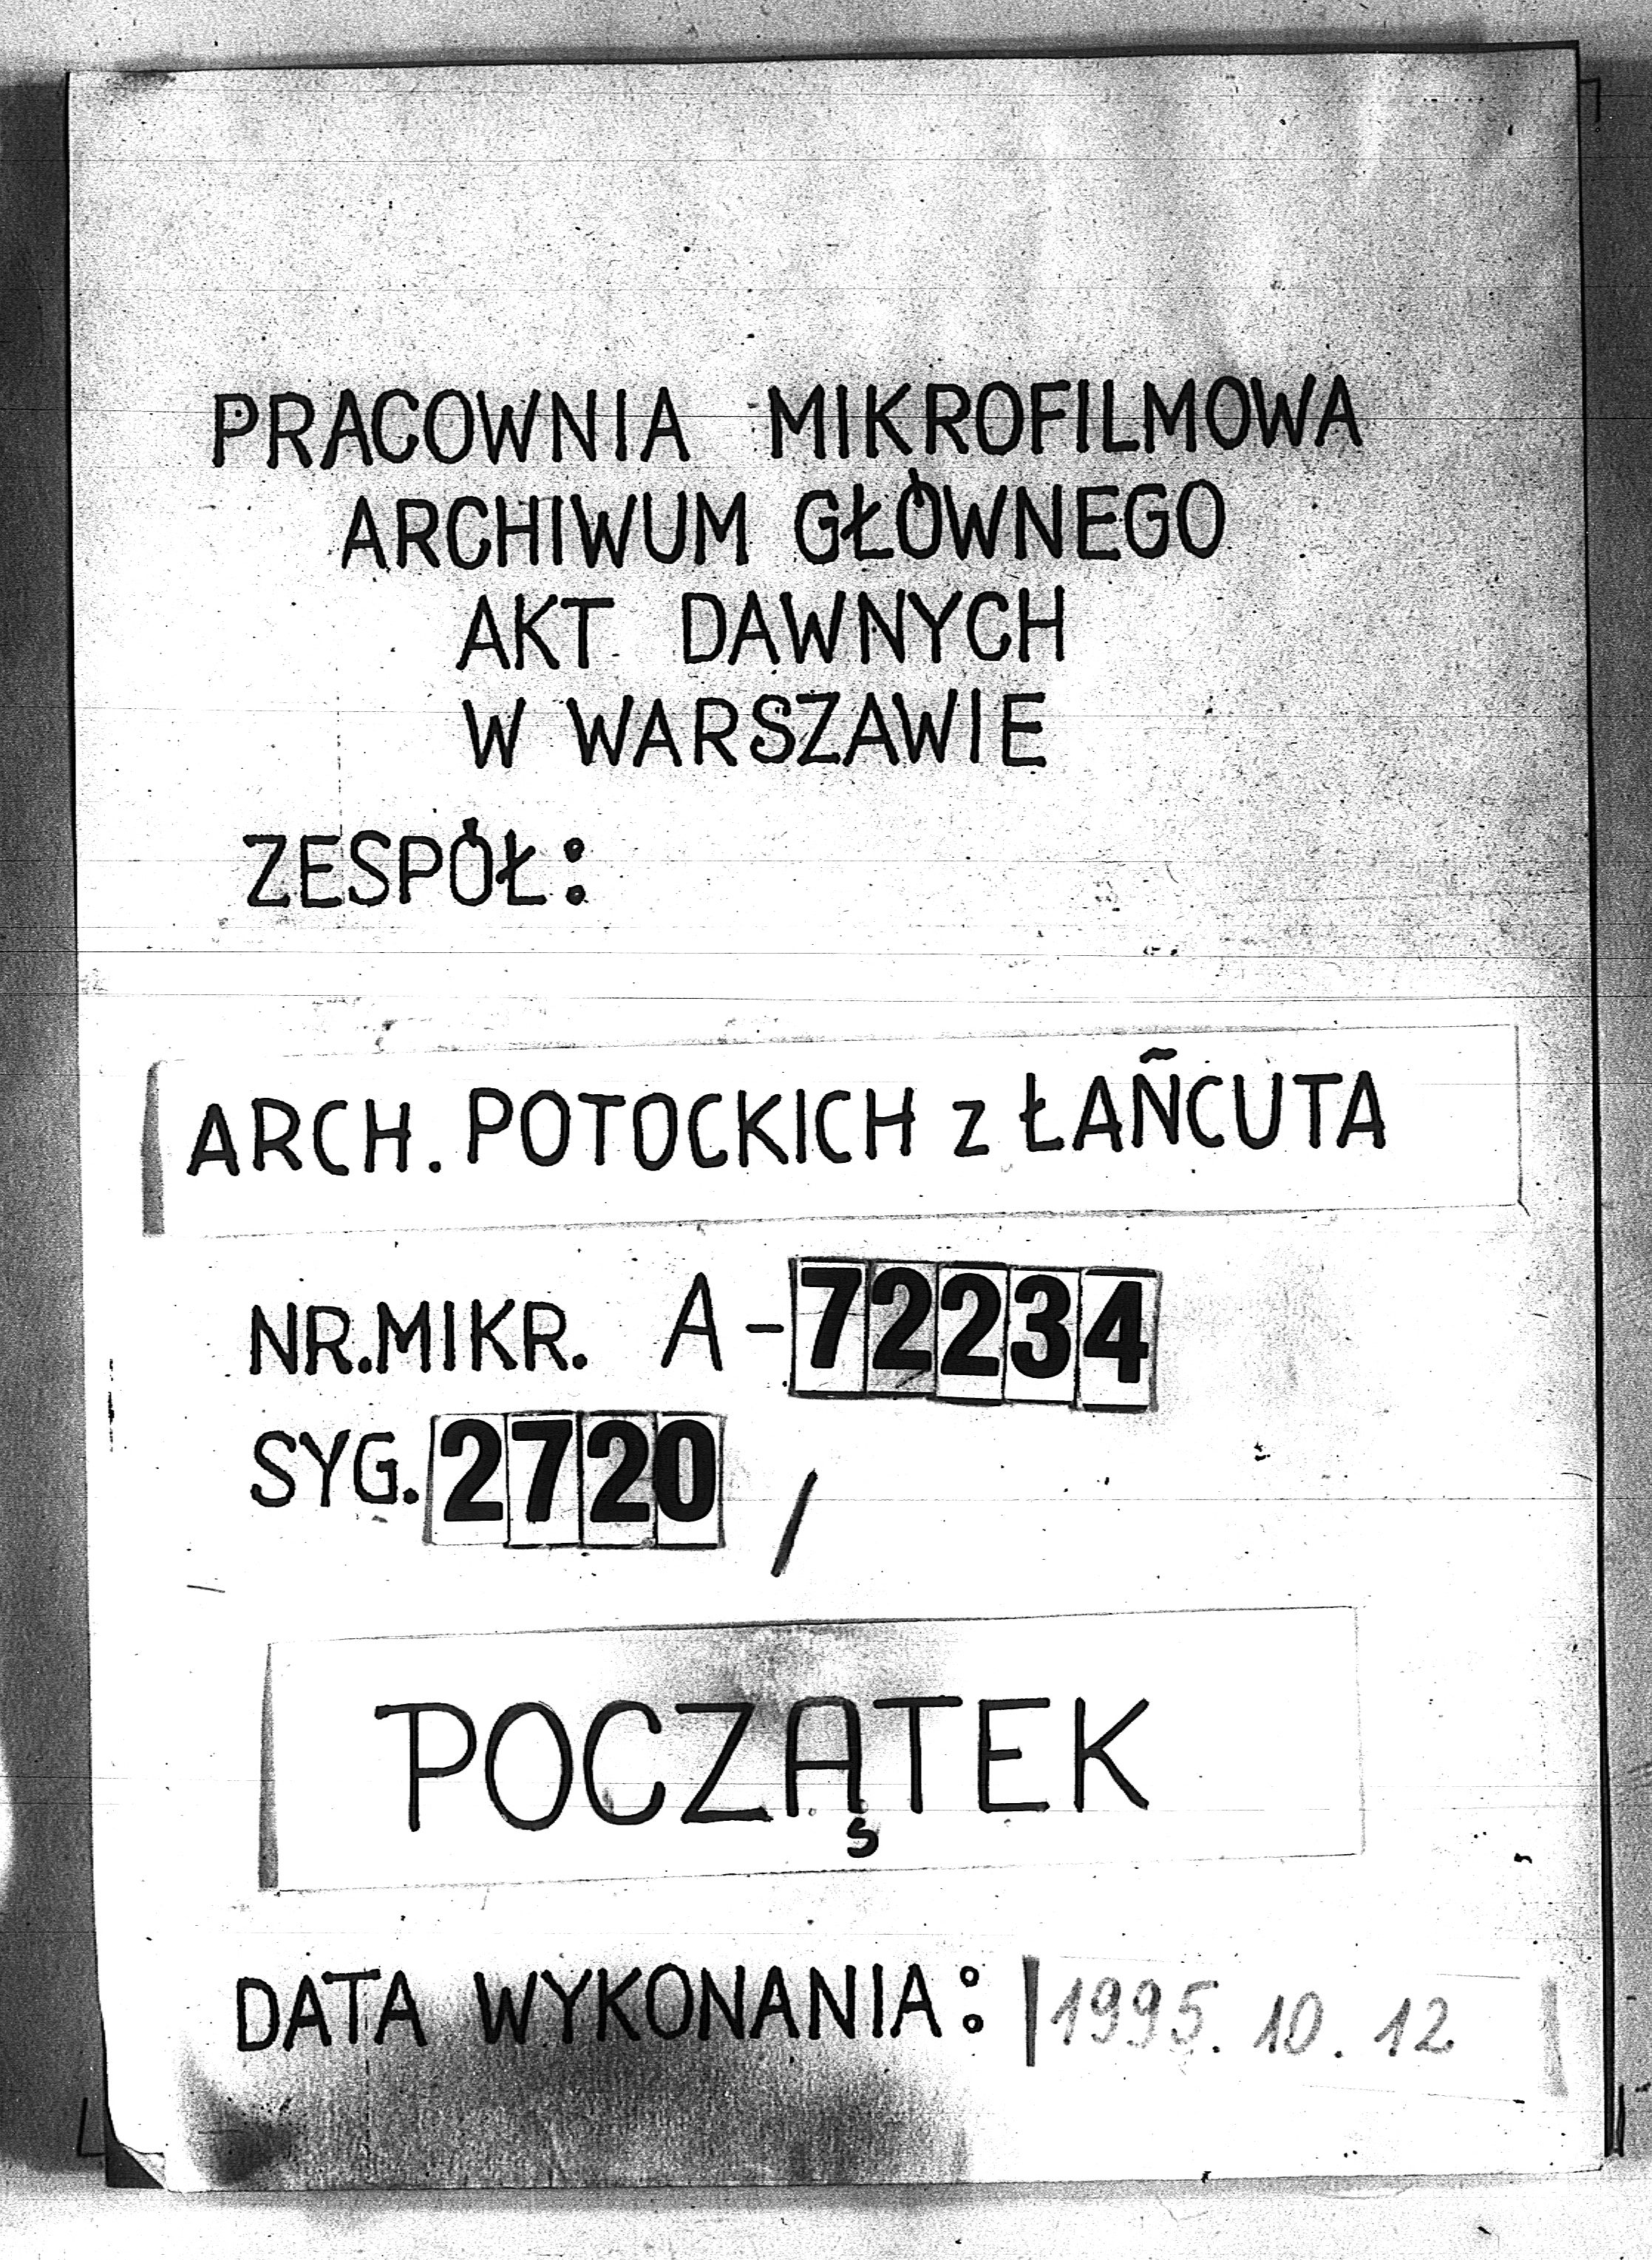 PRACOWNIA MIKROFILMOWA
ARCHIWUM GŁÓWNEGO
AKT DAWNYCH
W WARSZAWIE
ZESPÓŁ:
ARCH. POTOCKICH z ŁAŃCUTA
NR.MIKR. A-72234
SYG. 2720 /
POCZĄTEK
DATA WYKONANIA: 1995.10.12